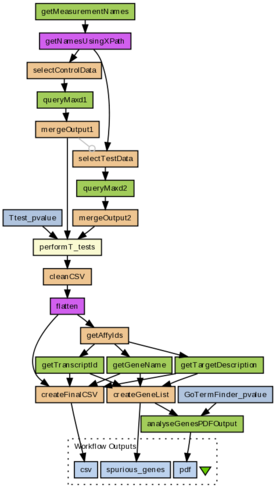 getMeasurementNames
getNamesUsingXPath
selectControlData
queryMaxd1
mergeOutput1
selectTestData
queryMaxd2
Ttest_pvalue
mergeOutput2
performT_tests
cleanCSV
flatten
getAffyIds
getTranscriptId
getGeneName
getTargetDescription
createFinalCSV
createGeneList
GoTermFinder_pvalue
analyseGenesPDFOutput
Workflow Outputs
csv
spurious_genes
pdf